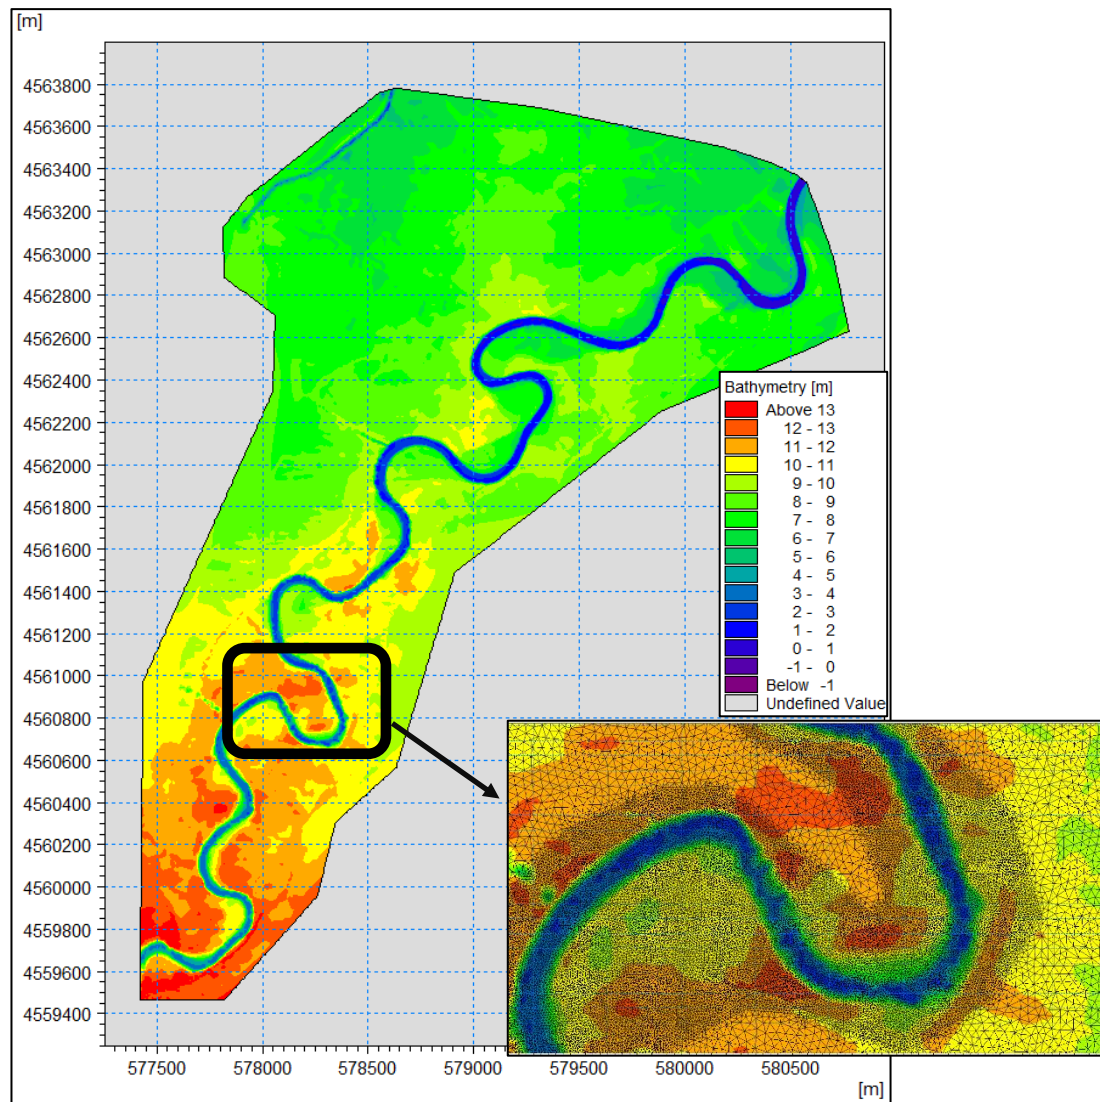 [m]
4563800
4563600
4563400
4563200
4563000
4562800
4562600
4562400
4562200
4562000
4561800
4561600
4561400
4561200
4561000
4560800
4560600
4560400
4560200
4560000
4559800
4559600
4559400
Bathymetry [m]
Above 13
12 - 13
11 - 12
10 - 11
9 - 10
8 - 9
7 - 8
6 - 7
5 - 6
4 - 5
3 - 4
2 - 3
1 - 2
0 - 1
-1 - 0
Below -1
Undefined Value
577500 578000 578500 579000 579500 580000 580500
[m]